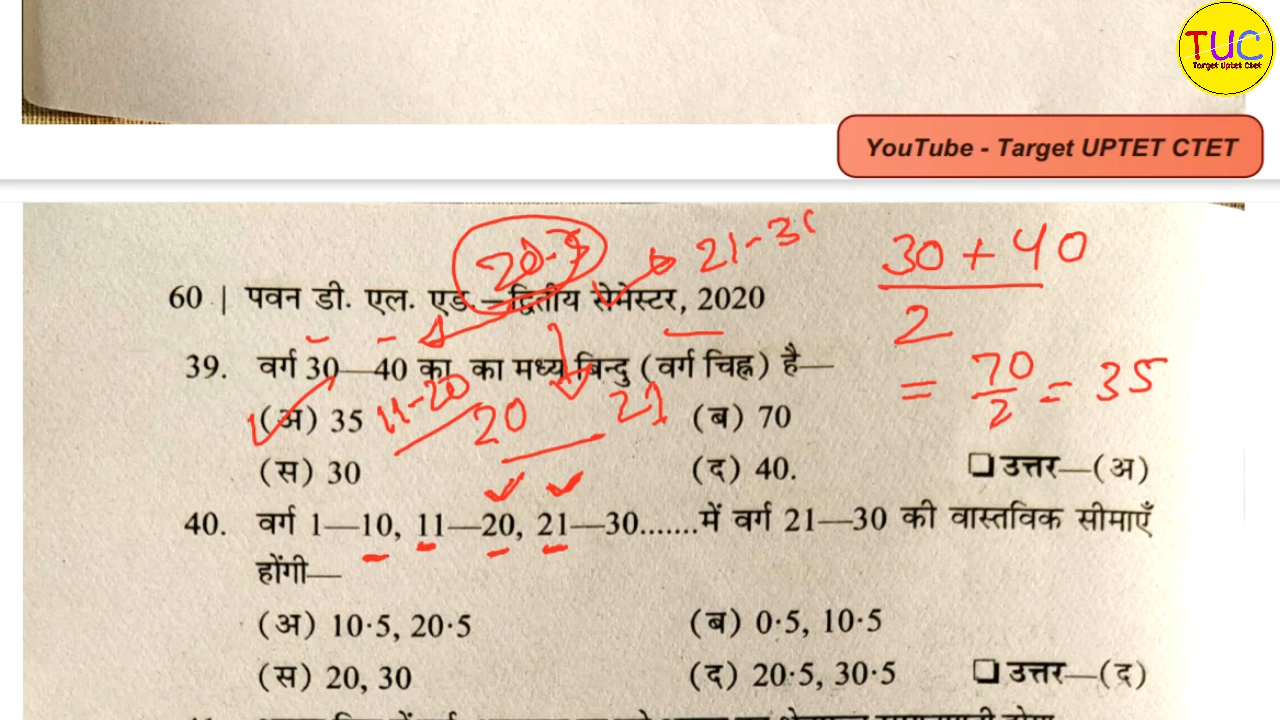 TUC
Target Uptet Ctet
YouTube - Target UPTET CTET
21-30
30 + 40
2
= 70/2 = 35
60 | पवन डी. एल. एड.—द्वितीय सेमेस्टर, 2020
39. वर्ग 30—40 का का मध्य बिन्दु (वर्ग चिह्न) है—
(अ) 35 (ब) 70
11-20 20 21
(स) 30 (द) 40. ❑ उत्तर—(अ)
40. वर्ग 1—10, 11—20, 21—30.......में वर्ग 21—30 की वास्तविक सीमाएँ
होंगी—
(अ) 10·5, 20·5 (ब) 0·5, 10·5
(स) 20, 30 (द) 20·5, 30·5 ❑ उत्तर—(द)